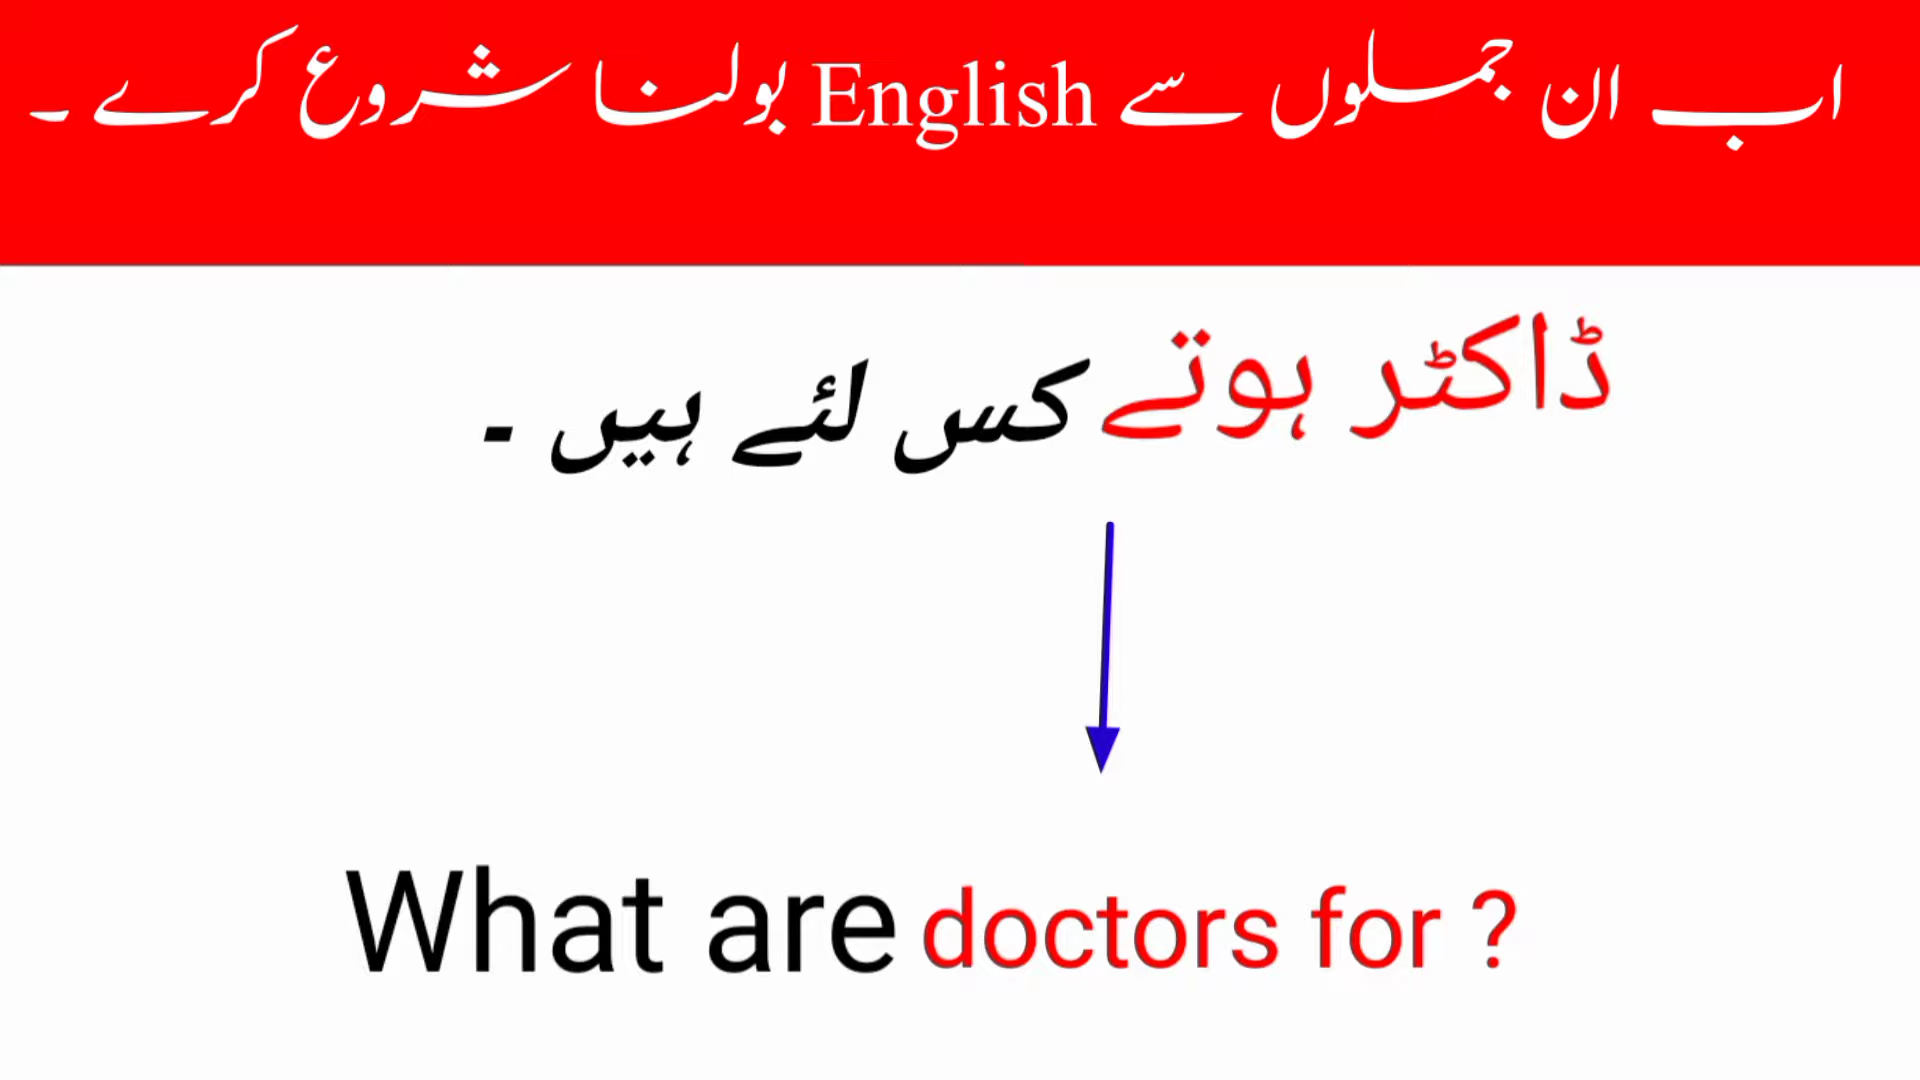 اب ان جملوں سے English بولنا شروع کرے ۔
ڈاکٹر ہوتے کس لئے ہیں ۔
What are doctors for ?